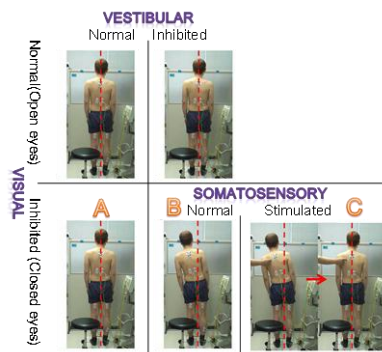 VESTIBULAR
Normal
Inhibited
VISUAL
Normal(Open eyes)
Inhibited (Closed eyes)
SOMATOSENSORY
A
B
Normal
Stimulated
C